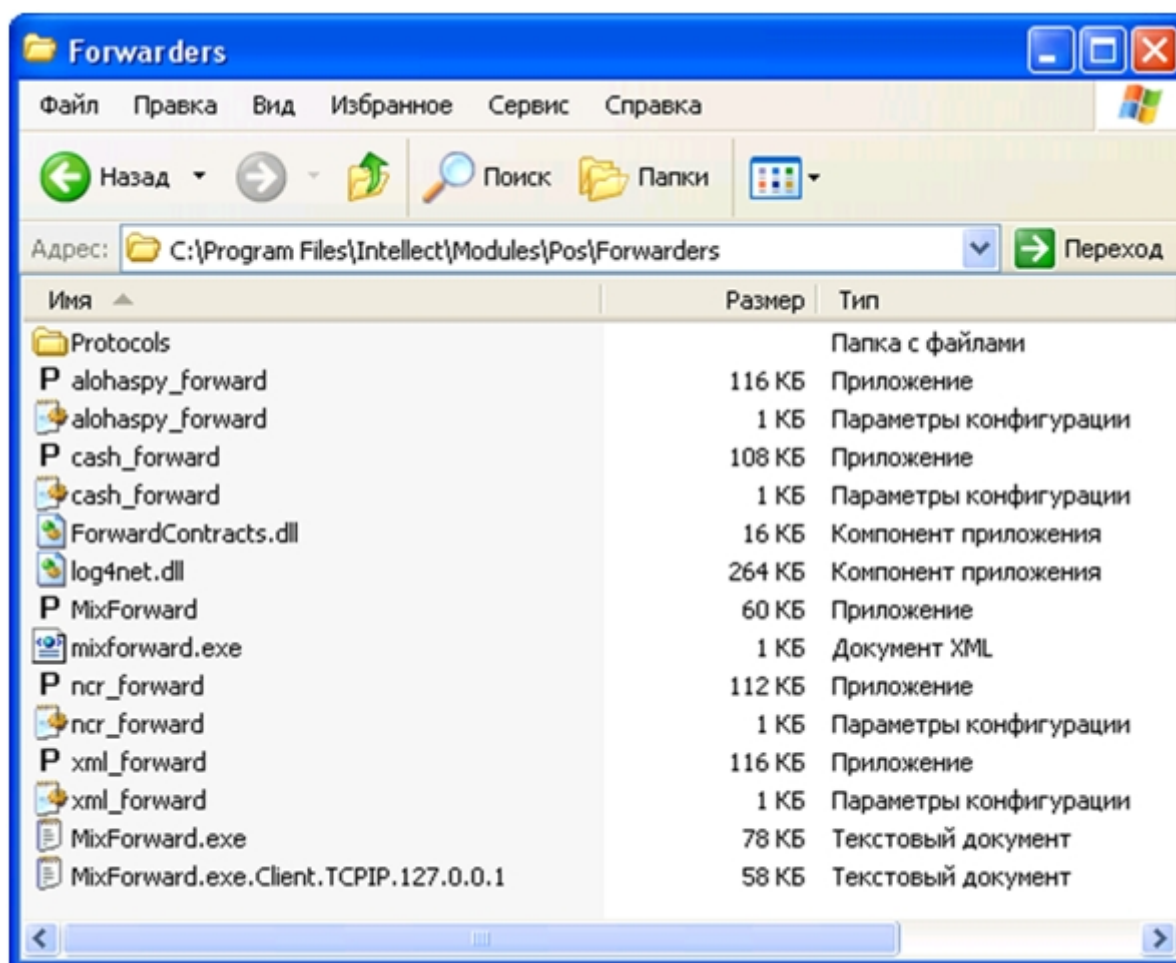 Forwarders
Файл Правка Вид Избранное Сервис Справка
Назад Поиск Папки
Адрес: C:\Program Files\Intellect\Modules\Pos\Forwarders Переход
Имя Размер Тип
Protocols Папка с файлами
alohaspy_forward 116 КБ Приложение
alohaspy_forward 1 КБ Параметры конфигурации
cash_forward 108 КБ Приложение
cash_forward 1 КБ Параметры конфигурации
ForwardContracts.dll 16 КБ Компонент приложения
log4net.dll 264 КБ Компонент приложения
MixForward 60 КБ Приложение
mixforward.exe 1 КБ Документ XML
ncr_forward 112 КБ Приложение
ncr_forward 1 КБ Параметры конфигурации
xml_forward 116 КБ Приложение
xml_forward 1 КБ Параметры конфигурации
MixForward.exe 78 КБ Текстовый документ
MixForward.exe.Client.TCPIP.127.0.0.1 58 КБ Текстовый документ